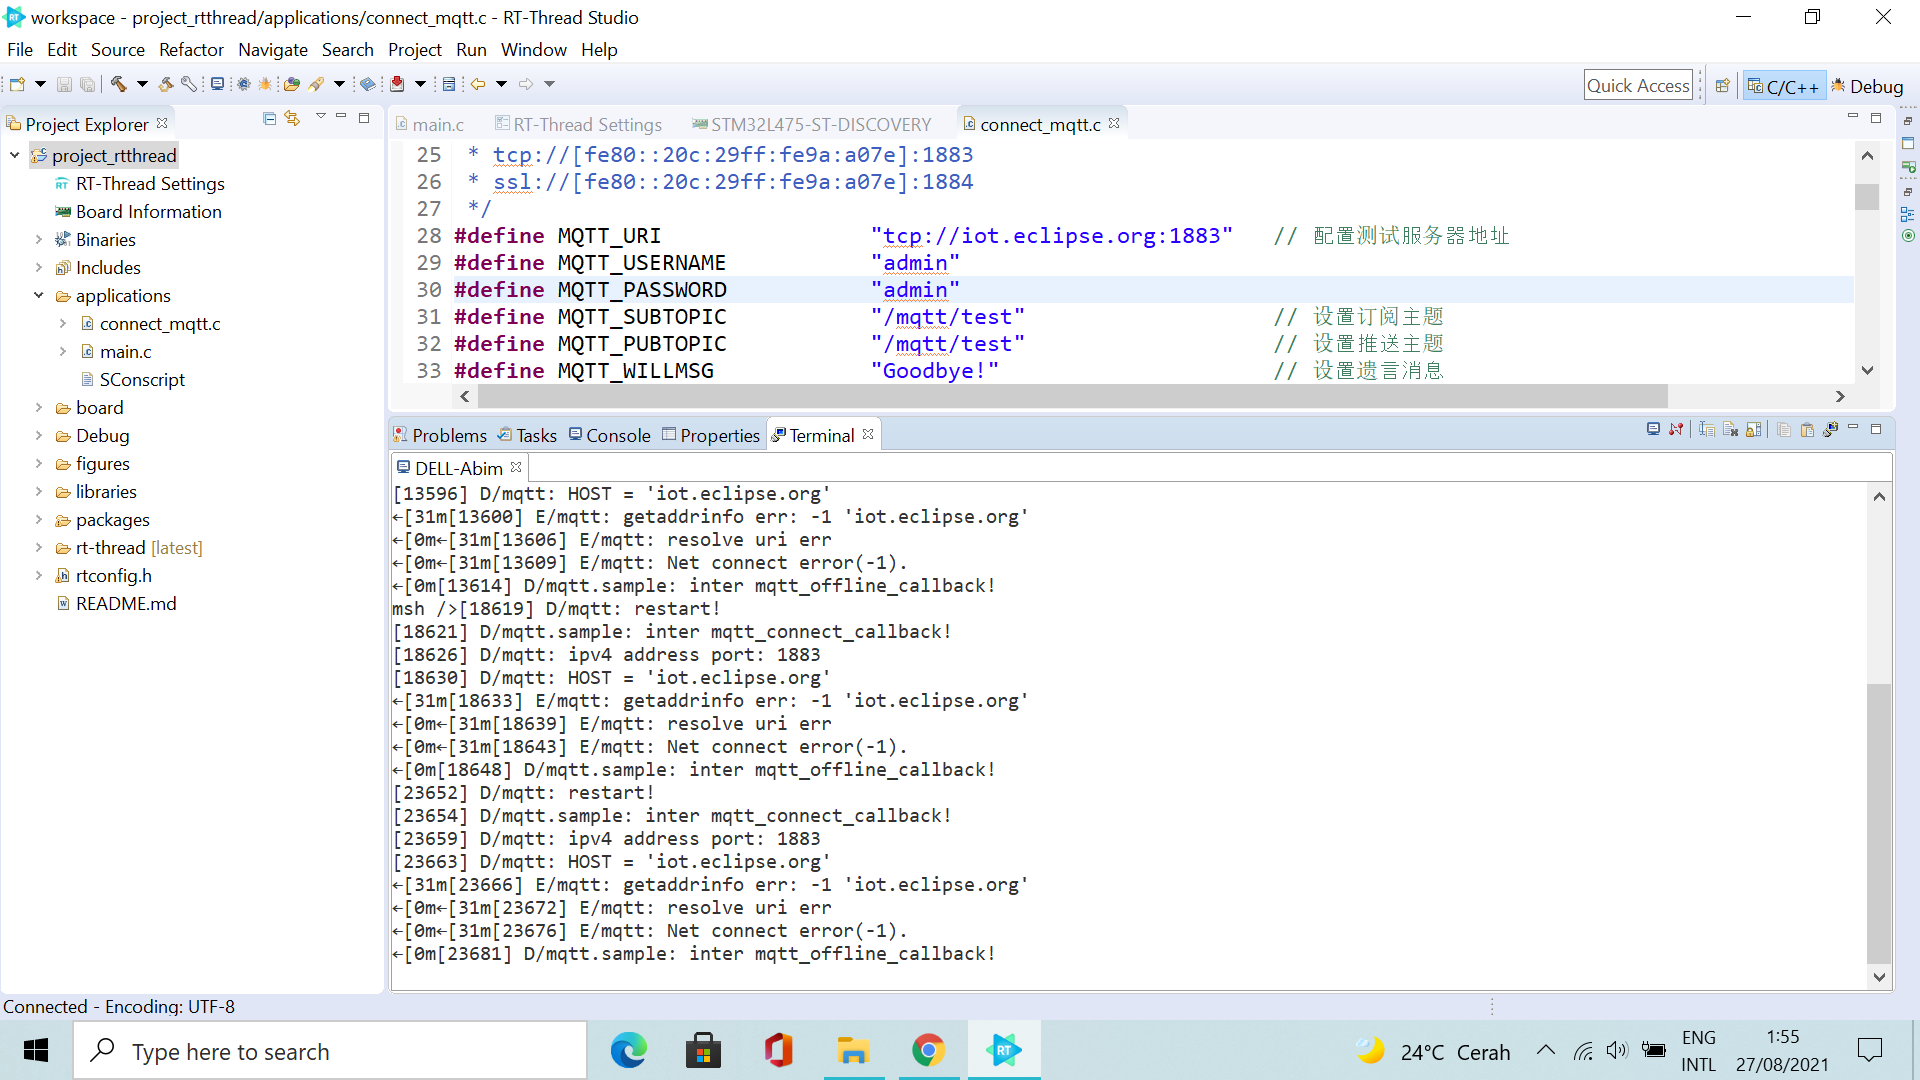 workspace - project_rtthread/applications/connect_mqtt.c - RT-Thread Studio
File Edit Source Refactor Navigate Search Project Run Window Help
Quick Access
C/C++
Debug
Project Explorer
project_rtthread
RT-Thread Settings
Board Information
Binaries
Includes
applications
connect_mqtt.c
main.c
SConscript
board
Debug
figures
libraries
packages
rt-thread [latest]
rtconfig.h
README.md
main.c
RT-Thread Settings
STM32L475-ST-DISCOVERY
connect_mqtt.c
25 * tcp://[fe80::20c:29ff:fe9a:a07e]:1883
26 * ssl://[fe80::20c:29ff:fe9a:a07e]:1884
27 */
28 #define MQTT_URI "tcp://iot.eclipse.org:1883" // 配置测试服务器地址
29 #define MQTT_USERNAME "admin"
30 #define MQTT_PASSWORD "admin"
31 #define MQTT_SUBTOPIC "/mqtt/test" // 设置订阅主题
32 #define MQTT_PUBTOPIC "/mqtt/test" // 设置推送主题
33 #define MQTT_WILLMSG "Goodbye!" // 设置遗言消息
Problems Tasks Console Properties Terminal
DELL-Abim
[13596] D/mqtt: HOST = 'iot.eclipse.org'
←[31m[13600] E/mqtt: getaddrinfo err: -1 'iot.eclipse.org'
←[0m←[31m[13606] E/mqtt: resolve uri err
←[0m←[31m[13609] E/mqtt: Net connect error(-1).
←[0m[13614] D/mqtt.sample: inter mqtt_offline_callback!
msh />[18619] D/mqtt: restart!
[18621] D/mqtt.sample: inter mqtt_connect_callback!
[18626] D/mqtt: ipv4 address port: 1883
[18630] D/mqtt: HOST = 'iot.eclipse.org'
←[31m[18633] E/mqtt: getaddrinfo err: -1 'iot.eclipse.org'
←[0m←[31m[18639] E/mqtt: resolve uri err
←[0m←[31m[18643] E/mqtt: Net connect error(-1).
←[0m[18648] D/mqtt.sample: inter mqtt_offline_callback!
[23652] D/mqtt: restart!
[23654] D/mqtt.sample: inter mqtt_connect_callback!
[23659] D/mqtt: ipv4 address port: 1883
[23663] D/mqtt: HOST = 'iot.eclipse.org'
←[31m[23666] E/mqtt: getaddrinfo err: -1 'iot.eclipse.org'
←[0m←[31m[23672] E/mqtt: resolve uri err
←[0m←[31m[23676] E/mqtt: Net connect error(-1).
←[0m[23681] D/mqtt.sample: inter mqtt_offline_callback!
Connected - Encoding: UTF-8
Type here to search
24°C Cerah
ENG
INTL
1:55
27/08/2021